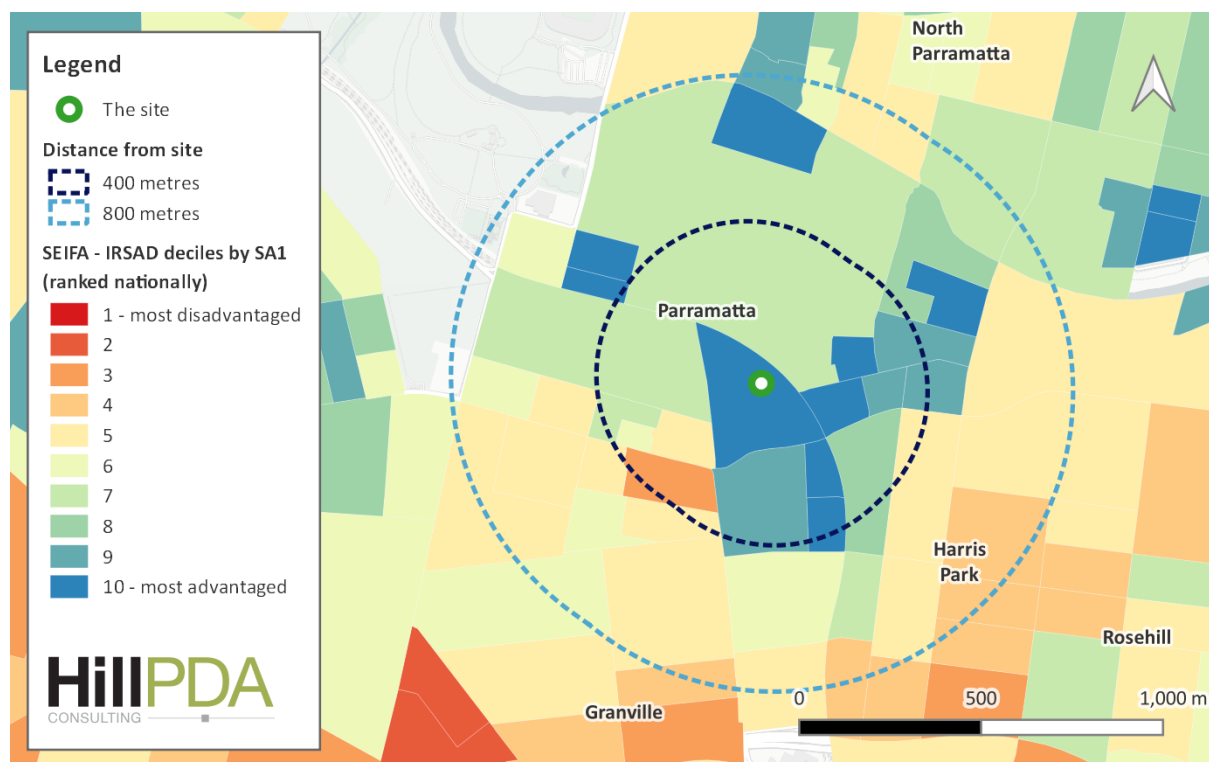 Legend
The site
Distance from site
400 metres
800 metres
SEIFA - IRSAD deciles by SA1
(ranked nationally)
1 - most disadvantaged
2
3
4
5
6
7
8
9
10 - most advantaged
HillPDA
CONSULTING
North
Parramatta
Parramatta
Harris
Park
Rosehill
Granville
0
500
1,000 m